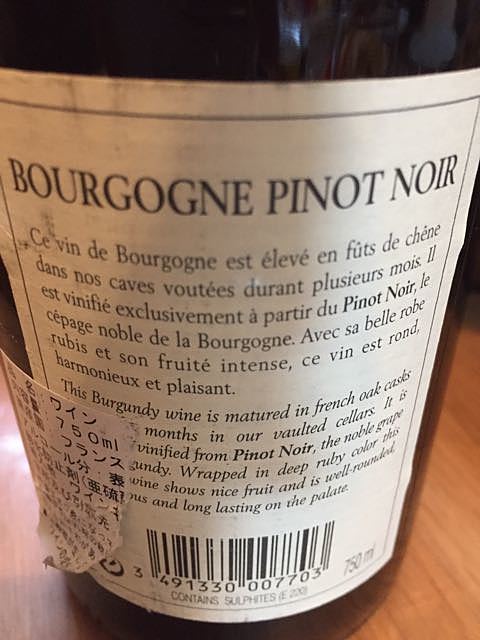 BOURGOGNE PINOT NOIR
Ce vin de Bourgogne est élevé en fûts de chêne
dans nos caves voutées durant plusieurs mois. Il
est vinifié exclusivement à partir du Pinot Noir, le
cépage noble de la Bourgogne. Avec sa belle robe
rubis et son fruité intense, ce vin est rond,
harmonieux et plaisant.
This Burgundy wine is matured in french oak casks
months in our vaulted cellars. It is
vinified from Pinot Noir, the noble grape
gundy. Wrapped in deep ruby color this
wine shows nice fruit and is well-rounded,
ous and long lasting on the palate.
ワイン
750ml
フランス
表
(亜硫
3 491330 007703
750 ml
CONTAINS SULPHITES (E 220)